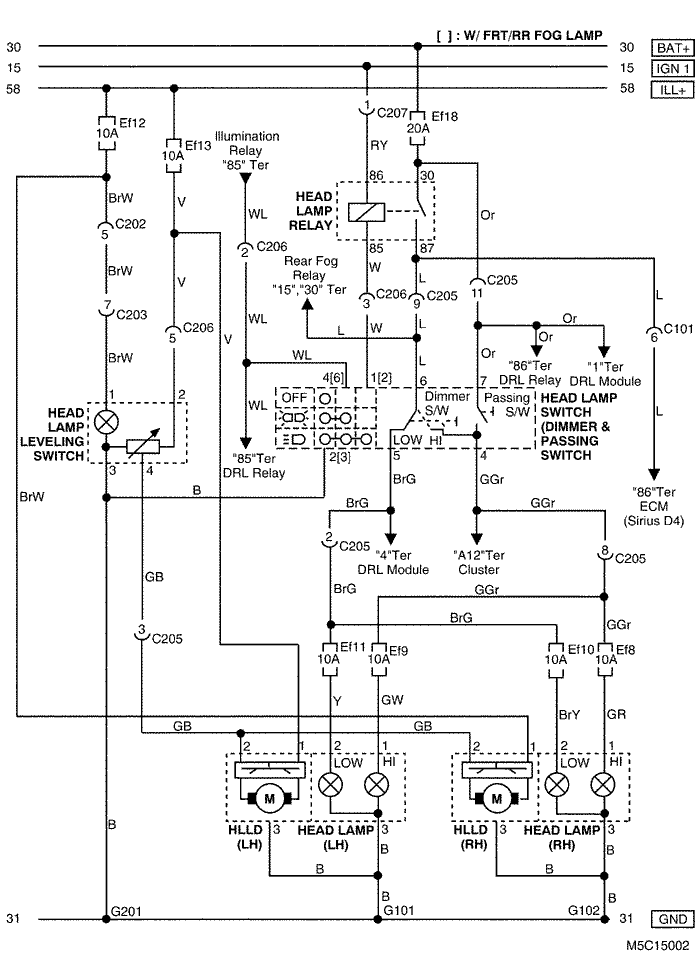 [ ] : W/ FRT/RR FOG LAMP
30 30 BAT+
15 15 IGN 1
58 58 ILL+
Ef12
10A
Ef13
10A
Illumination
Relay
"85" Ter
1 C207
Ef18
20A
RY
BrW
V
WL
HEAD
LAMP
RELAY
86 30
85 87
Or
C202
5
C206
2
Rear Fog
Relay
"15","30" Ter
W
L
C205
11
BrW
V
7
C203
C206
5
V
WL
C206
3
C205
9
L
C101
6
L
W
L
Or
Or
Or
BrW
WL
L
"86"Ter
DRL Relay
"1"Ter
DRL Module
1 2
HEAD
LAMP
LEVELING
SWITCH
3 4
WL
4[6] 1[2] 6 7
OFF
Dimmer
S/W
Passing
S/W
LOW HI
2[3] 5 4
HEAD LAMP
SWITCH
(DIMMER &
PASSING
SWITCH
L
"85"Ter
DRL Relay
B
BrW
BrG
GGr
"86"Ter
ECM
(Sirius D4)
BrG
GGr
2
C205
8
C205
"4"Ter
DRL Module
"A12"Ter
Cluster
GB
BrG
GGr
3
C205
BrG
GGr
Ef11
10A
Ef9
10A
Ef10
10A
Ef8
10A
Y
GW
BrY
GR
GB
GB
2 1 2 1 2 1 2 1
LOW HI
LOW HI
M
M
HLLD
(LH)
3
HEAD LAMP
(LH)
3
HLLD
(RH)
3
HEAD LAMP
(RH)
3
B
B
B
B
B
B
B
31 G201 G101 G102 31 GND
M5C15002